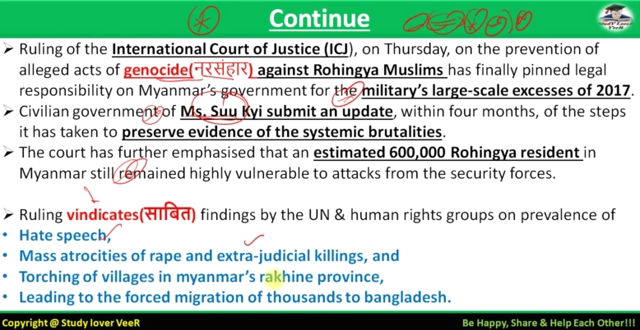 Continue
Study Lover
VeeR
➤ Ruling of the International Court of Justice (ICJ), on Thursday, on the prevention of
alleged acts of genocide(नरसंहार) against Rohingya Muslims has finally pinned legal
responsibility on Myanmar's government for the military's large-scale excesses of 2017.
➤ Civilian government of Ms. Suu Kyi submit an update, within four months, of the steps
it has taken to preserve evidence of the systemic brutalities.
➤ The court has further emphasised that an estimated 600,000 Rohingya resident in
Myanmar still remained highly vulnerable to attacks from the security forces.
➤ Ruling vindicates(साबित) findings by the UN & human rights groups on prevalence of
• Hate speech,
• Mass atrocities of rape and extra-judicial killings, and
• Torching of villages in myanmar's rakhine province,
• Leading to the forced migration of thousands to bangladesh.
Copyright @ Study lover VeeR
Be Happy, Share & Help Each Other!!!